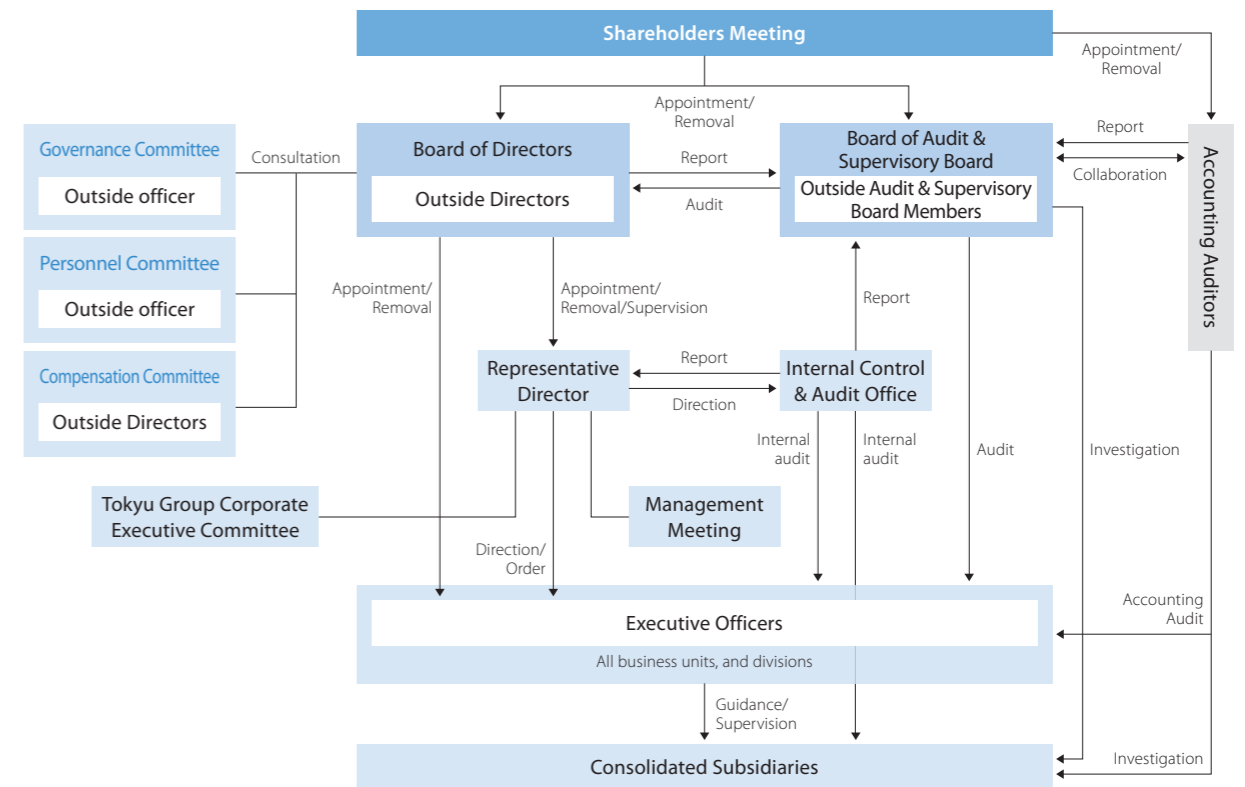 Shareholders Meeting
Appointment/
Removal
Appointment/
Removal
Governance Committee
Outside officer
Consultation
Board of Directors
Outside Directors
Report
Audit
Board of Audit &
Supervisory Board
Outside Audit & Supervisory
Board Members
Report
Collaboration
Accounting Auditors
Personnel Committee
Outside officer
Appointment/
Removal
Appointment/
Removal/Supervision
Report
Compensation Committee
Outside Directors
Representative
Director
Report
Direction
Internal Control
& Audit Office
Internal
audit
Internal
audit
Audit
Investigation
Tokyu Group Corporate
Executive Committee
Management
Meeting
Direction/
Order
Executive Officers
All business units, and divisions
Accounting
Audit
Guidance/
Supervision
Consolidated Subsidiaries
Investigation